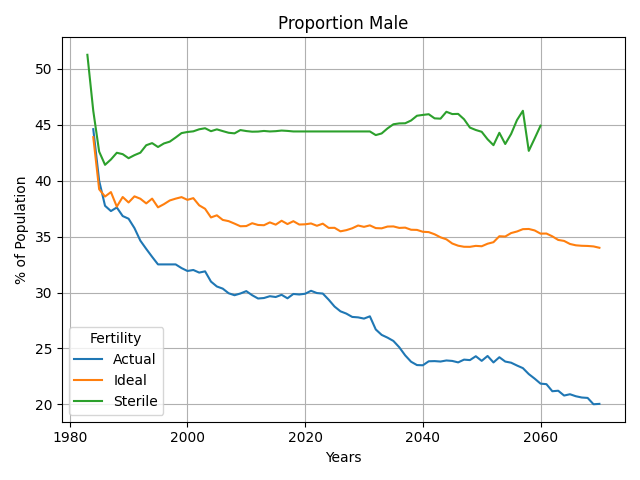 Proportion Male
% of Population
50
45
40
35
30
25
20
Fertility
Actual
Ideal
Sterile
1980
2000
2020
2040
2060
Years